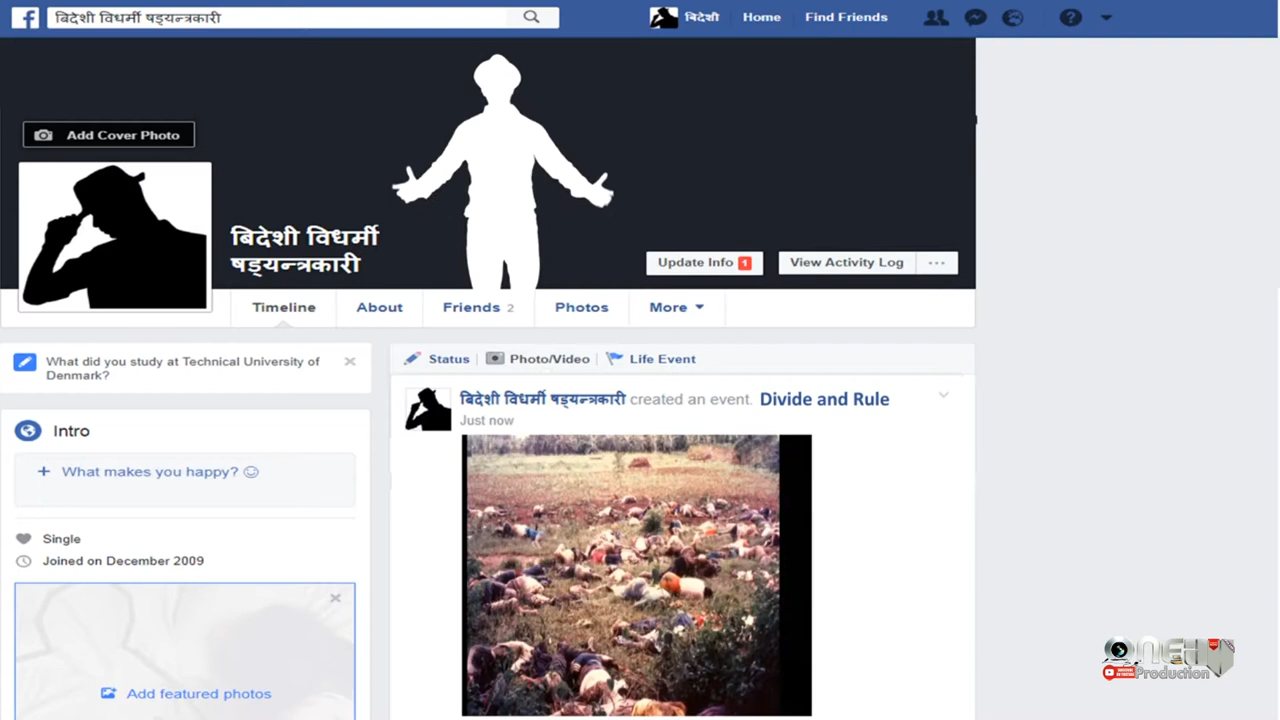 बिदेशी विधर्मी षड्यन्त्रकारी
बिदेशी
Home
Find Friends
Add Cover Photo
बिदेशी विधर्मी
षड्यन्त्रकारी
Update Info 1
View Activity Log
Timeline
About
Friends 2
Photos
More
What did you study at Technical University of
Denmark?
Status
Photo/Video
Life Event
Intro
बिदेशी विधर्मी षड्यन्त्रकारी created an event. Divide and Rule
Just now
What makes you happy?
Single
Joined on December 2009
Add featured photos
Production